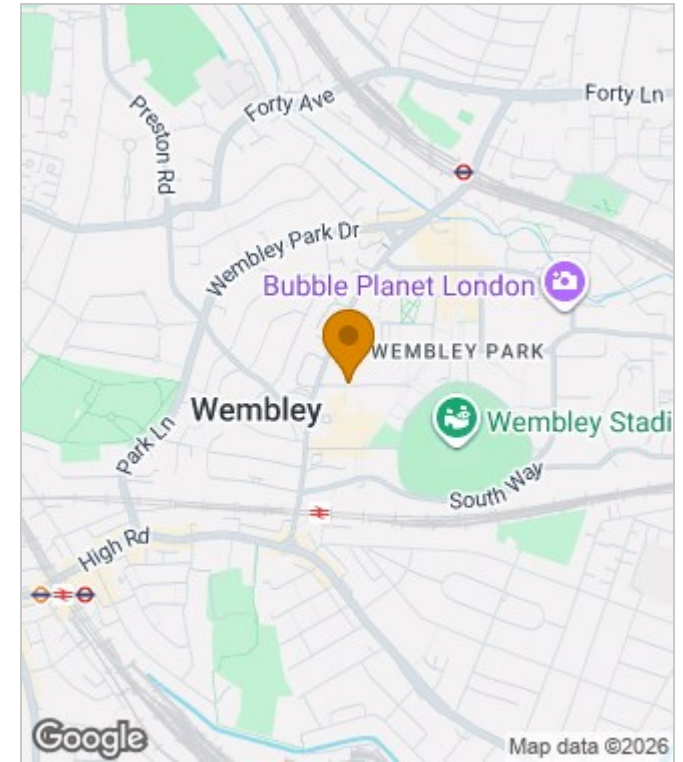 Forty Ln
Forty Ave
Preston Rd
Wembley Park Dr
Bubble Planet London
WEMBLEY PARK
Wembley
Wembley Stadi
Park Ln
South Way
High Rd
Google
Map data ©2026